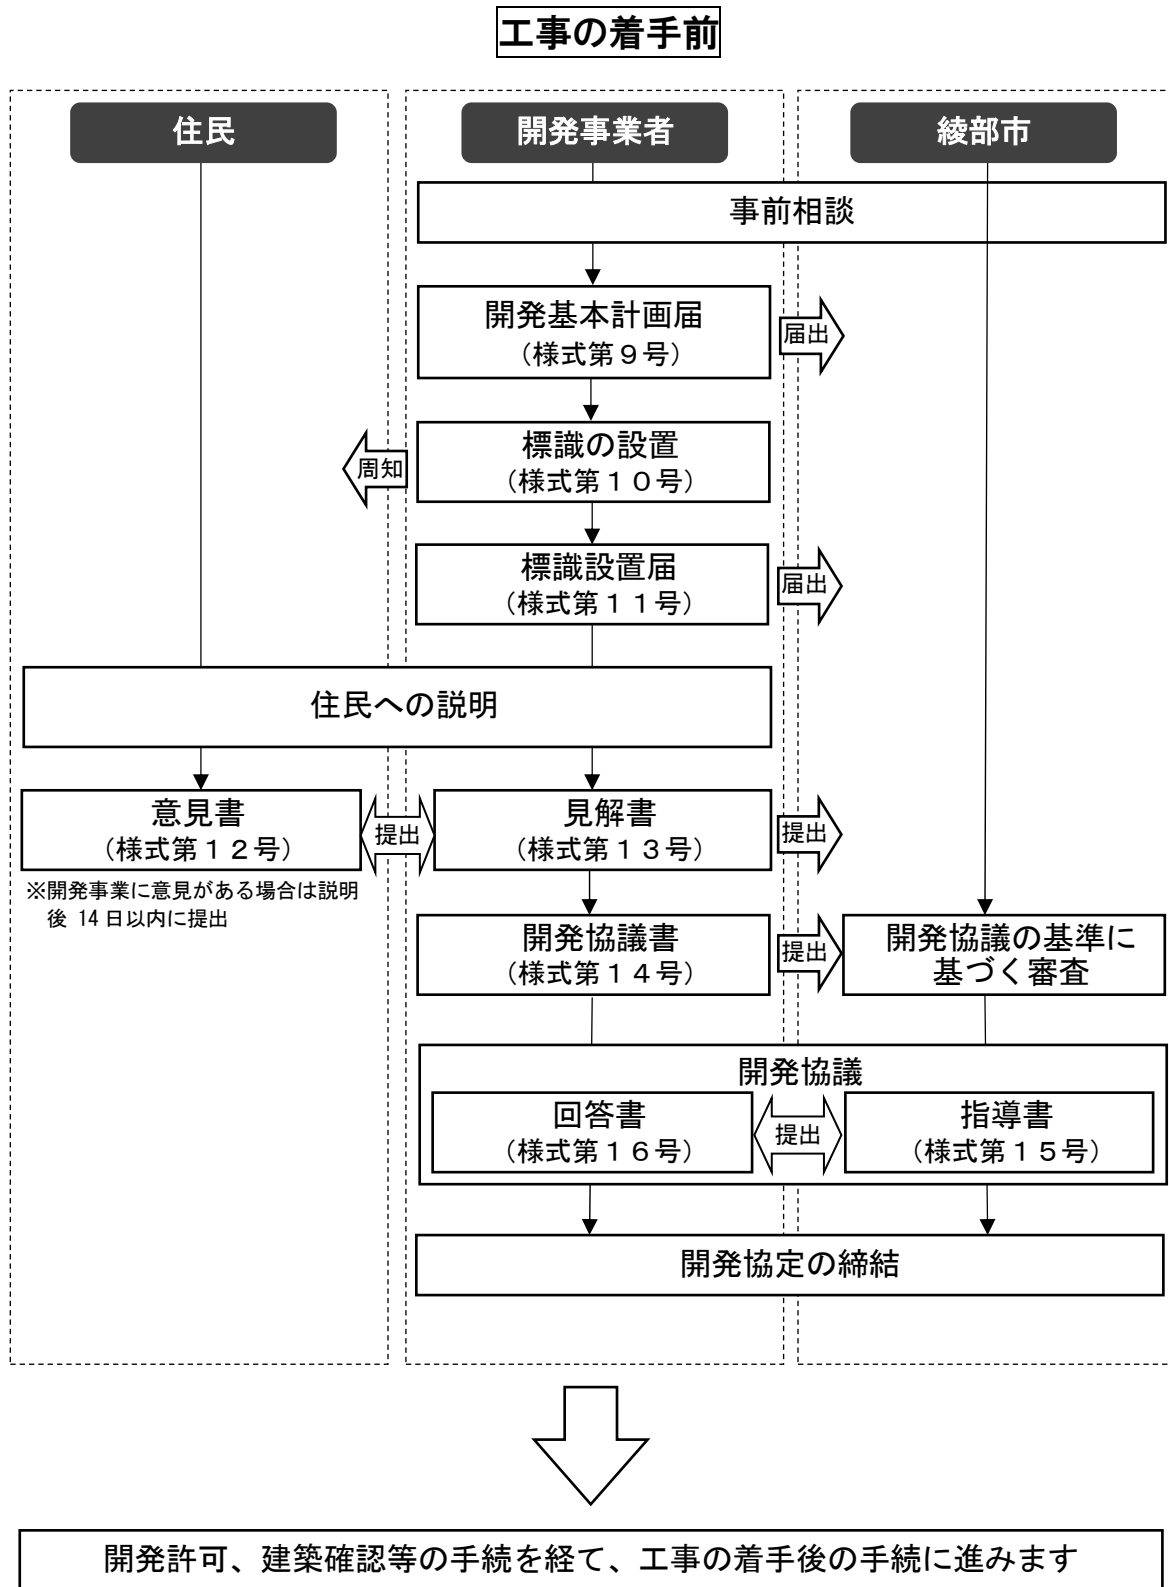 工事の着手前
住民
開発事業者
綾部市
事前相談
開発基本計画届
（様式第９号）
届出
標識の設置
（様式第１０号）
周知
標識設置届
（様式第１１号）
届出
住民への説明
意見書
（様式第１２号）
提出
見解書
（様式第１３号）
提出
※開発事業に意見がある場合は説明
後 14 日以内に提出
開発協議書
（様式第１４号）
提出
開発協議の基準に
基づく審査
開発協議
回答書
（様式第１６号）
提出
指導書
（様式第１５号）
開発協定の締結
開発許可、建築確認等の手続を経て、工事の着手後の手続に進みます